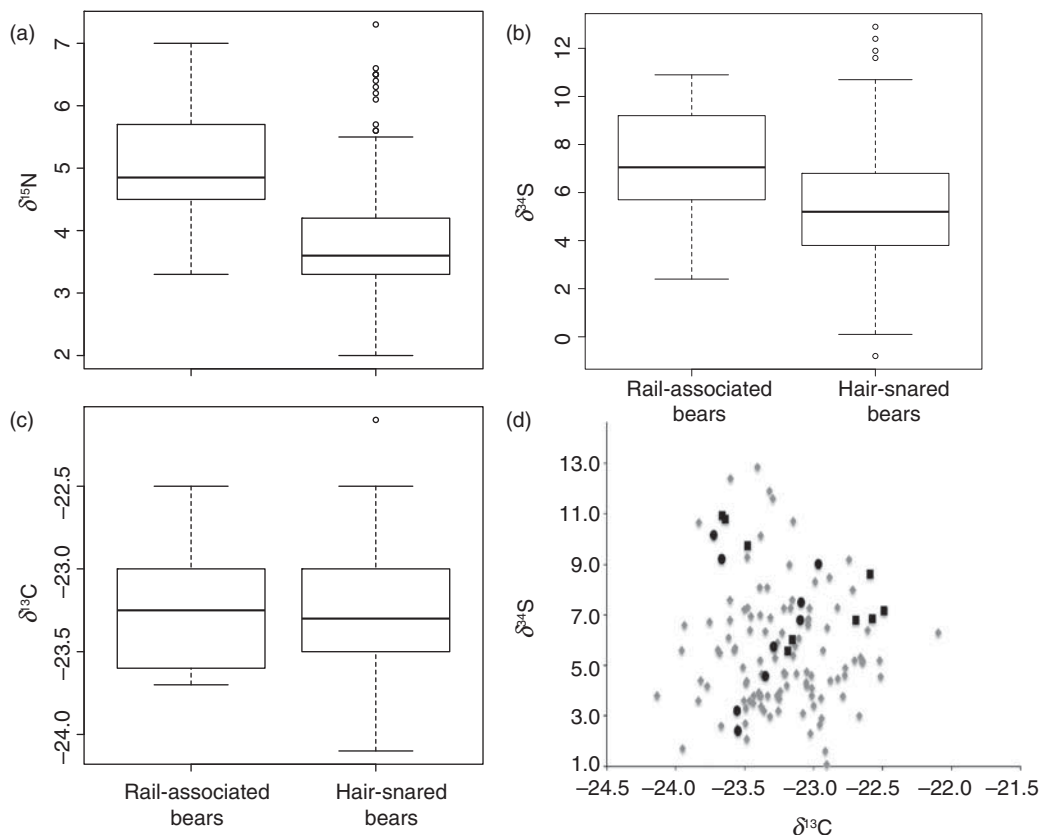 (a)
7
6
5
4
3
2
δ15N
(b)
12
10
8
6
4
2
0
δ34S
Rail-associated bears
Hair-snared bears
(c)
−22.5
−23.0
−23.5
−24.0
δ13C
Rail-associated bears
Hair-snared bears
(d)
13.0
11.0
9.0
7.0
5.0
3.0
1.0
δ34S
−24.5 −24.0 −23.5 −23.0 −22.5 −22.0 −21.5
δ13C